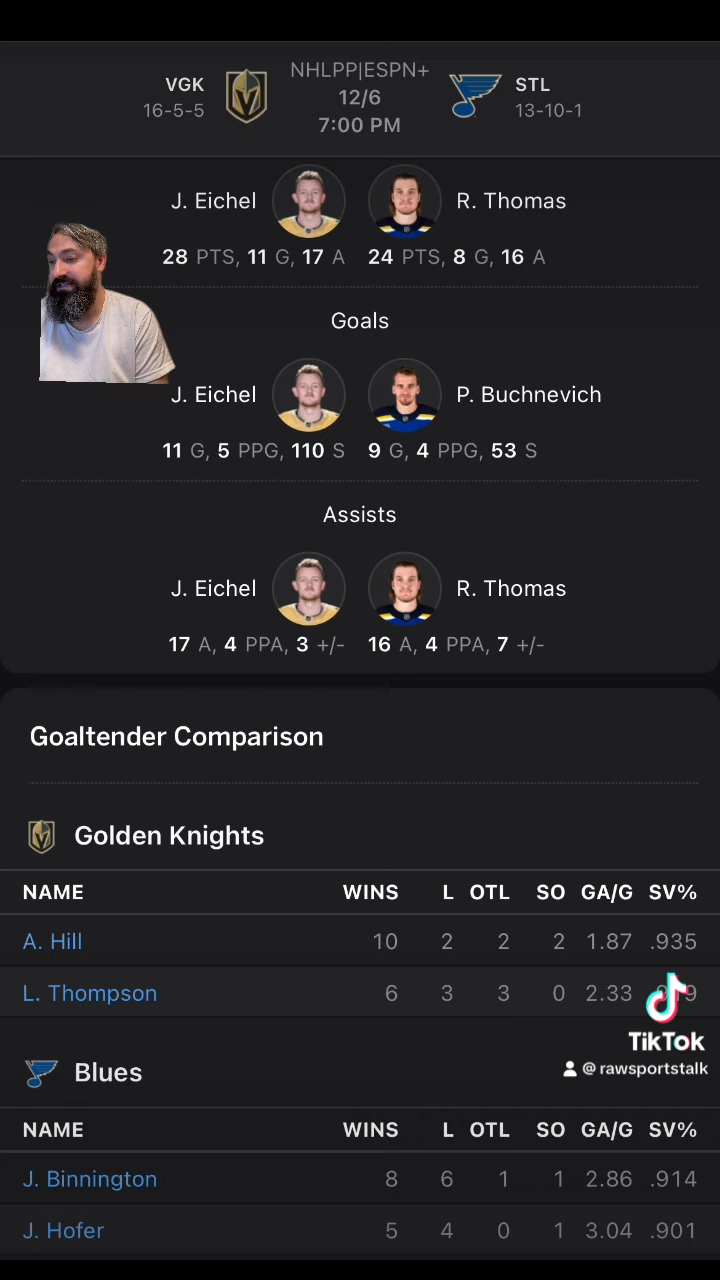 NHLPP|ESPN+
VGK 12/6 STL
16-5-5 7:00 PM 13-10-1
J. Eichel R. Thomas
28 PTS, 11 G, 17 A 24 PTS, 8 G, 16 A
Goals
J. Eichel P. Buchnevich
11 G, 5 PPG, 110 S 9 G, 4 PPG, 53 S
Assists
J. Eichel R. Thomas
17 A, 4 PPA, 3 +/- 16 A, 4 PPA, 7 +/-
Goaltender Comparison
Golden Knights
NAME WINS L OTL SO GA/G SV%
A. Hill 10 2 2 2 1.87 .935
L. Thompson 6 3 3 0 2.33
TikTok
@rawsportstalk
Blues
NAME WINS L OTL SO GA/G SV%
J. Binnington 8 6 1 1 2.86 .914
J. Hofer 5 4 0 1 3.04 .901